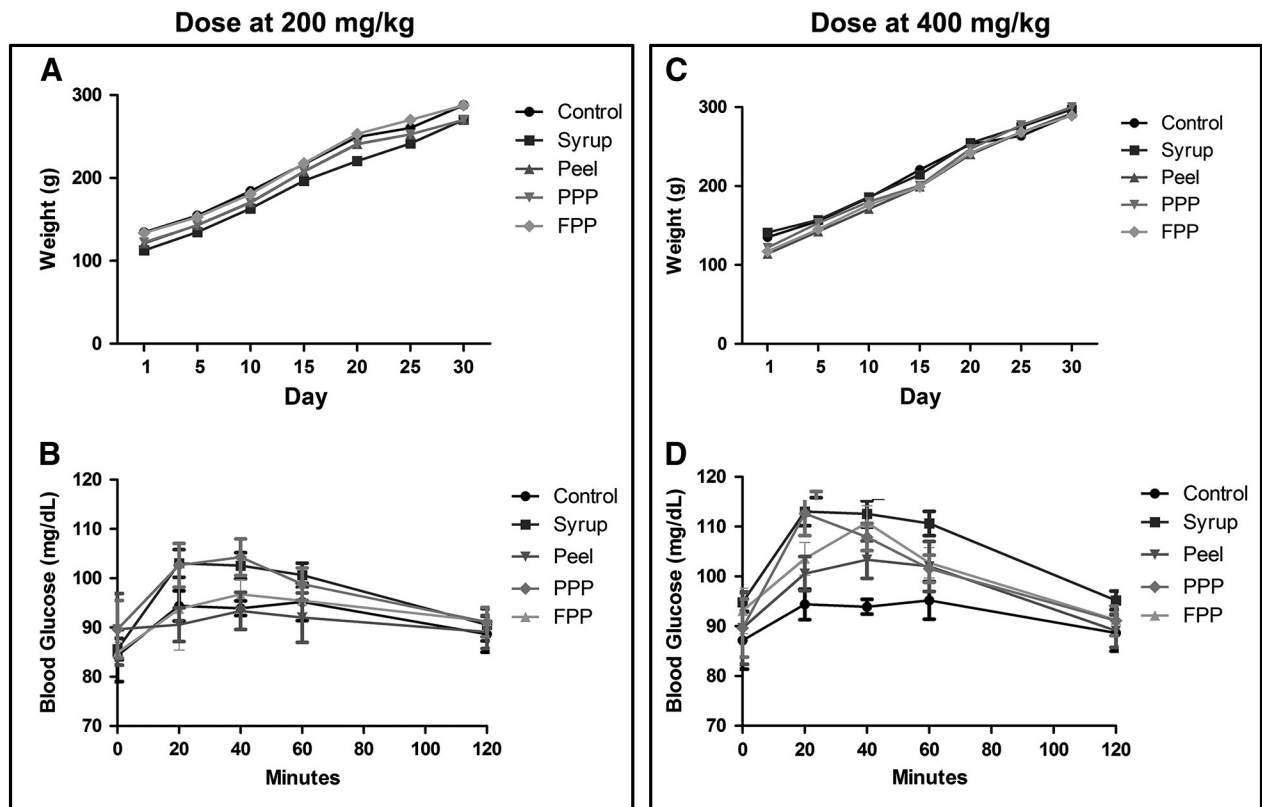 Dose at 200 mg/kg
Dose at 400 mg/kg
A
300
200
100
0
Weight (g)
1 5 10 15 20 25 30
Day
Control
Syrup
Peel
PPP
FPP
C
300
200
100
0
Weight (g)
1 5 10 15 20 25 30
Day
Control
Syrup
Peel
PPP
FPP
B
120
110
100
90
80
70
Blood Glucose (mg/dL)
0 20 40 60 80 100 120
Minutes
Control
Syrup
Peel
PPP
FPP
D
120
110
100
90
80
70
Blood Glucose (mg/dL)
0 20 40 60 80 100 120
Minutes
Control
Syrup
Peel
PPP
FPP